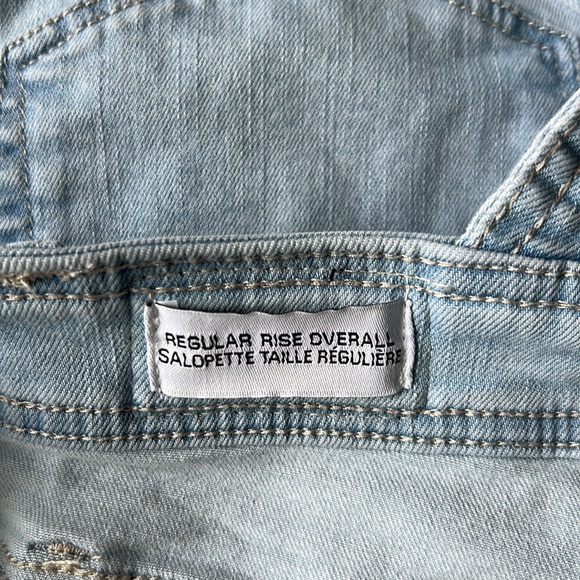 REGULAR RISE OVERALL
SALOPETTE TAILLE RÉGULIÈRE